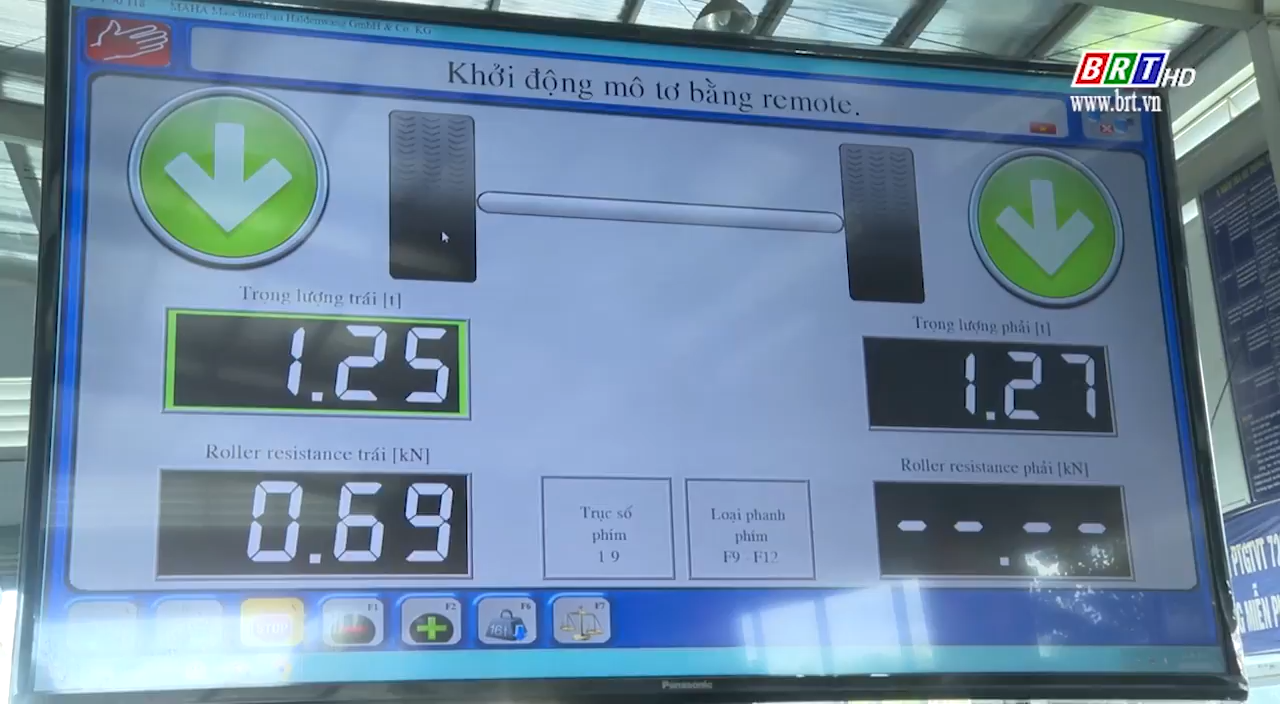 MAHA Maschinenbau Haldenwang GmbH & Co. KG
BRT HD
www.brt.vn
Khởi động mô tơ bằng remote.
Trọng lượng trái [t]
1.25
Trọng lượng phải [t]
1.27
Roller resistance trái [kN]
0.69
Roller resistance phải [kN]
- - . - -
Trục số
phím
1 9
Loại phanh
phím
F9 - F12
STOP
F1
F2
F6
F7
PTGTVT
MIỀN
Panasonic